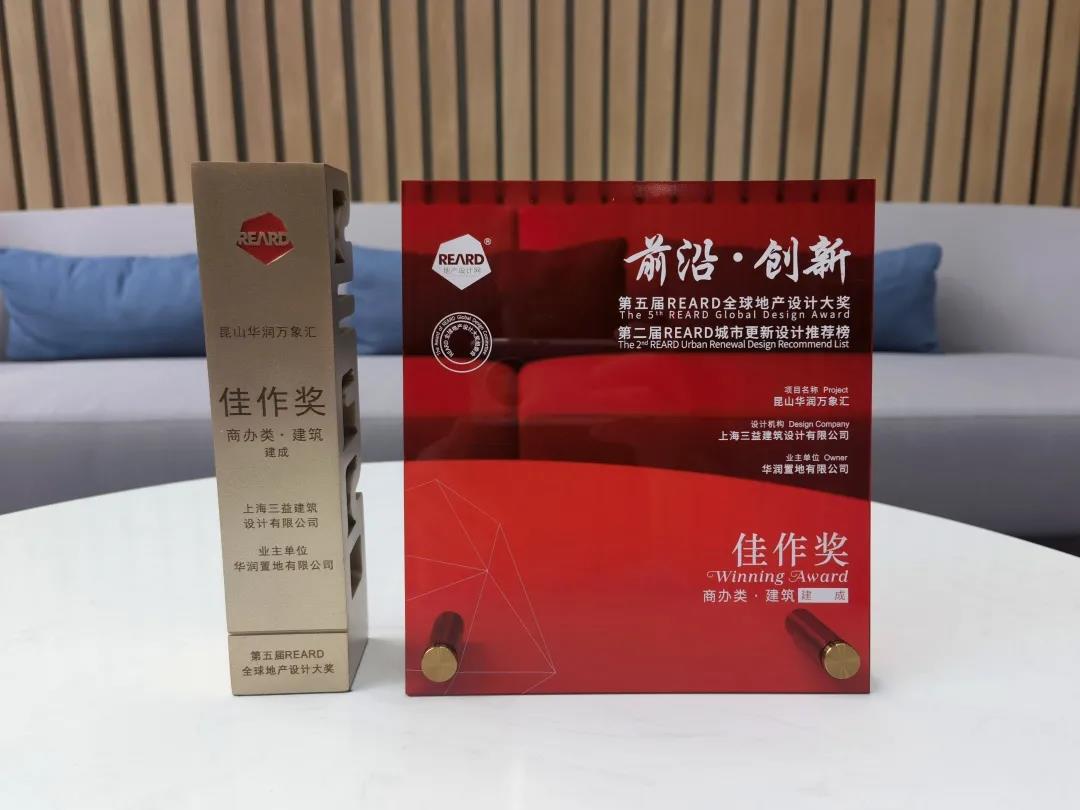 REARD
昆山华润万象汇
佳作奖
商办类·建筑
建成
上海三益建筑
设计有限公司
业主单位
华润置地有限公司
第五届REARD
全球地产设计大奖
REARD®
地产设计网
前沿·创新
第五届REARD全球地产设计大奖
The 5th REARD Global Design Award
第二届REARD城市更新设计推荐榜
The 2nd REARD Urban Renewal Design Recommend List
项目名称 Project
昆山华润万象汇
设计机构 Design Company
上海三益建筑设计有限公司
业主单位 Owner
华润置地有限公司
佳作奖
Winning Award
商办类·建筑 建 成